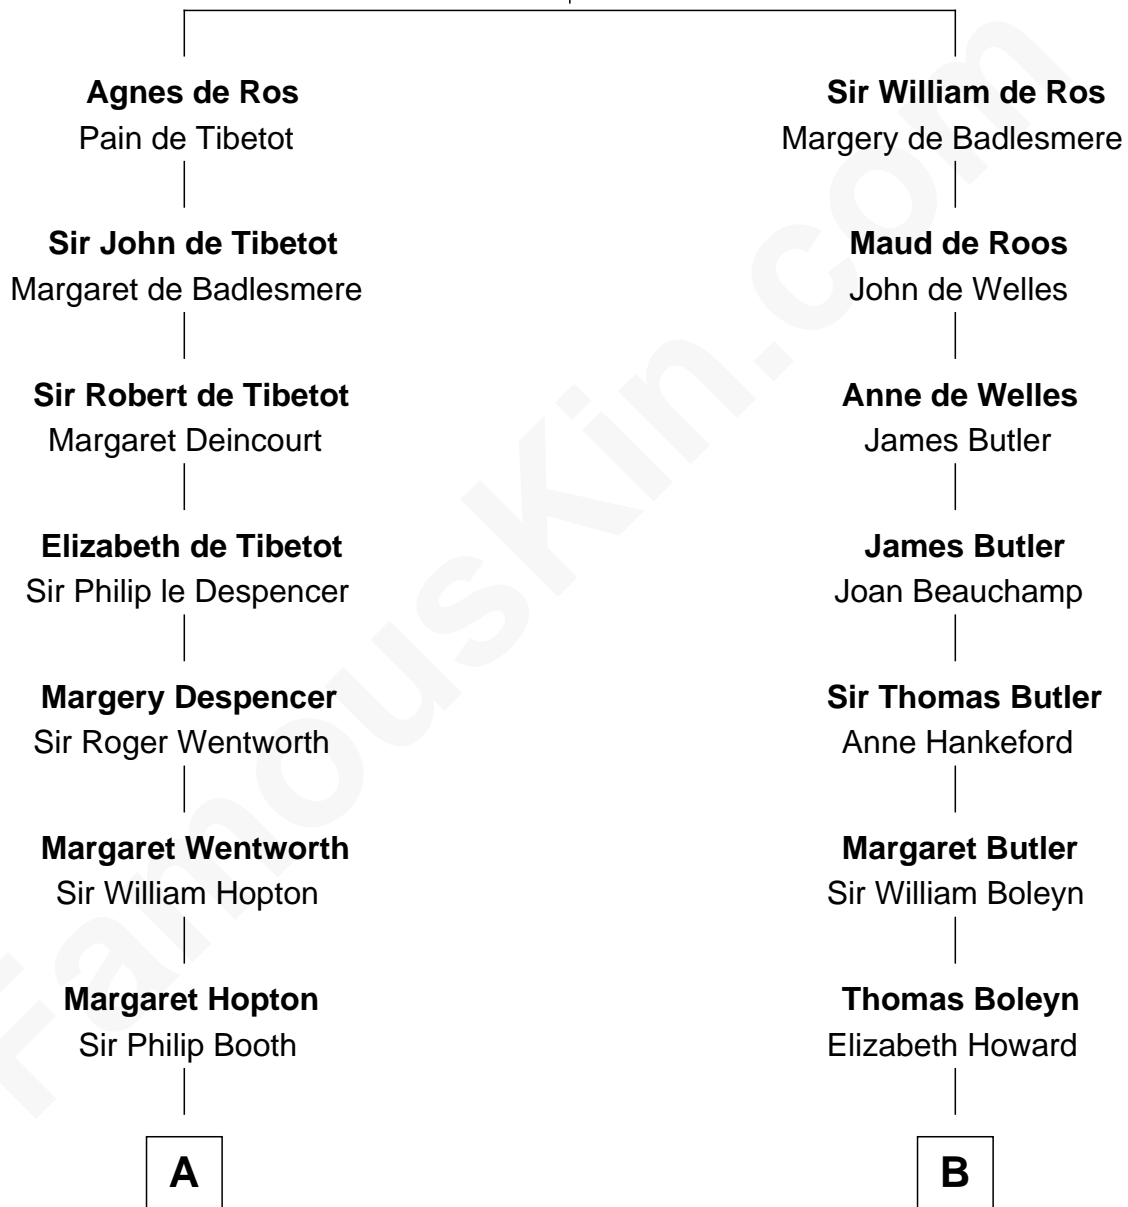 Agnes de Ros
Pain de Tibetot
Sir John de Tibetot
Margaret de Badlesmere
Sir Robert de Tibetot
Margaret Deincourt
Elizabeth de Tibetot
Sir Philip le Despencer
Margery Despencer
Sir Roger Wentworth
Margaret Wentworth
Sir William Hopton
Margaret Hopton
Sir Philip Booth
A
Sir William de Ros
Margery de Badlesmere
Maud de Roos
John de Welles
Anne de Welles
James Butler
James Butler
Joan Beauchamp
Sir Thomas Butler
Anne Hankeford
Margaret Butler
Sir William Boleyn
Thomas Boleyn
Elizabeth Howard
B
FamousKin.com